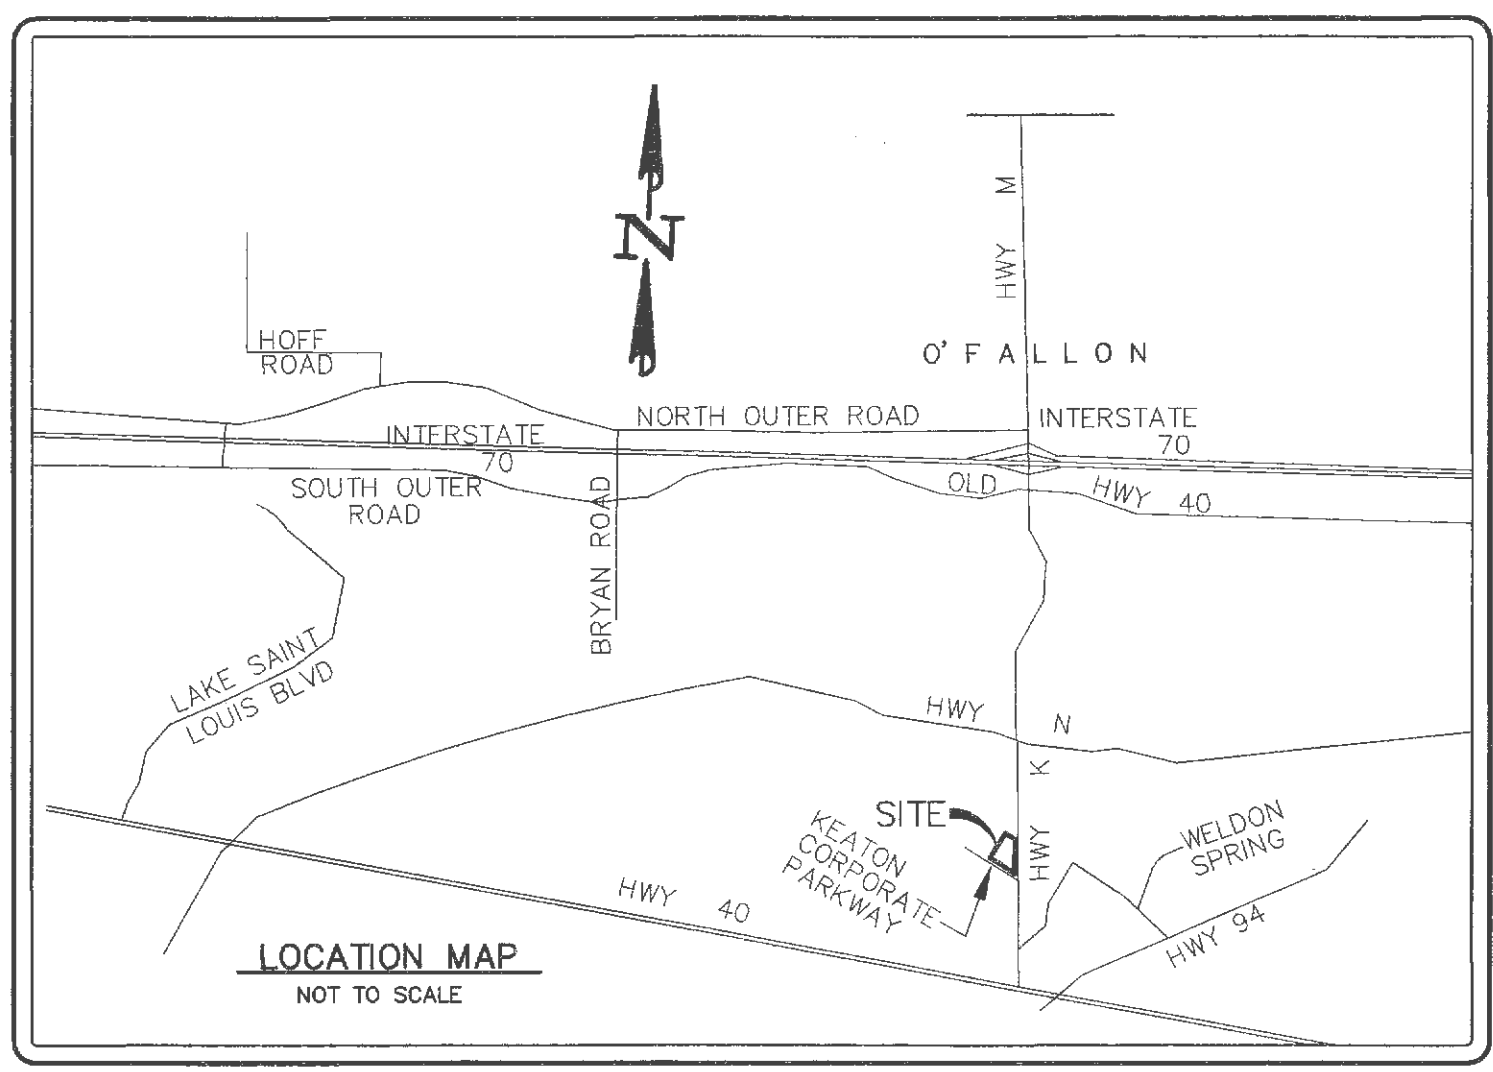 N
HWY M
HOFF
ROAD
O'FALLON
NORTH OUTER ROAD
INTERSTATE
70
INTERSTATE
70
SOUTH OUTER
ROAD
OLD HWY 40
BRYAN ROAD
LAKE SAINT
LOUIS BLVD
HWY N
HWY K
SITE
KEATON
CORPORATE
PARKWAY
WELDON
SPRING
HWY 40
HWY 94
LOCATION MAP
NOT TO SCALE